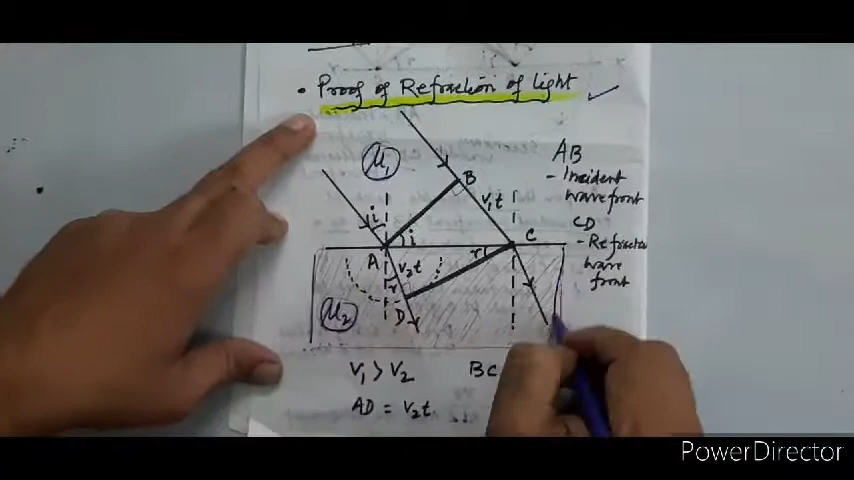 • Proof of Refraction of light
μ₁
B
AB
- Incident
wavefront
v₁t
i
i
CD
- Refractor
wave
front
C
A
r
v₂t
r
μ₂
D
V₁ > V₂
BC
AD = V₂t
PowerDirector